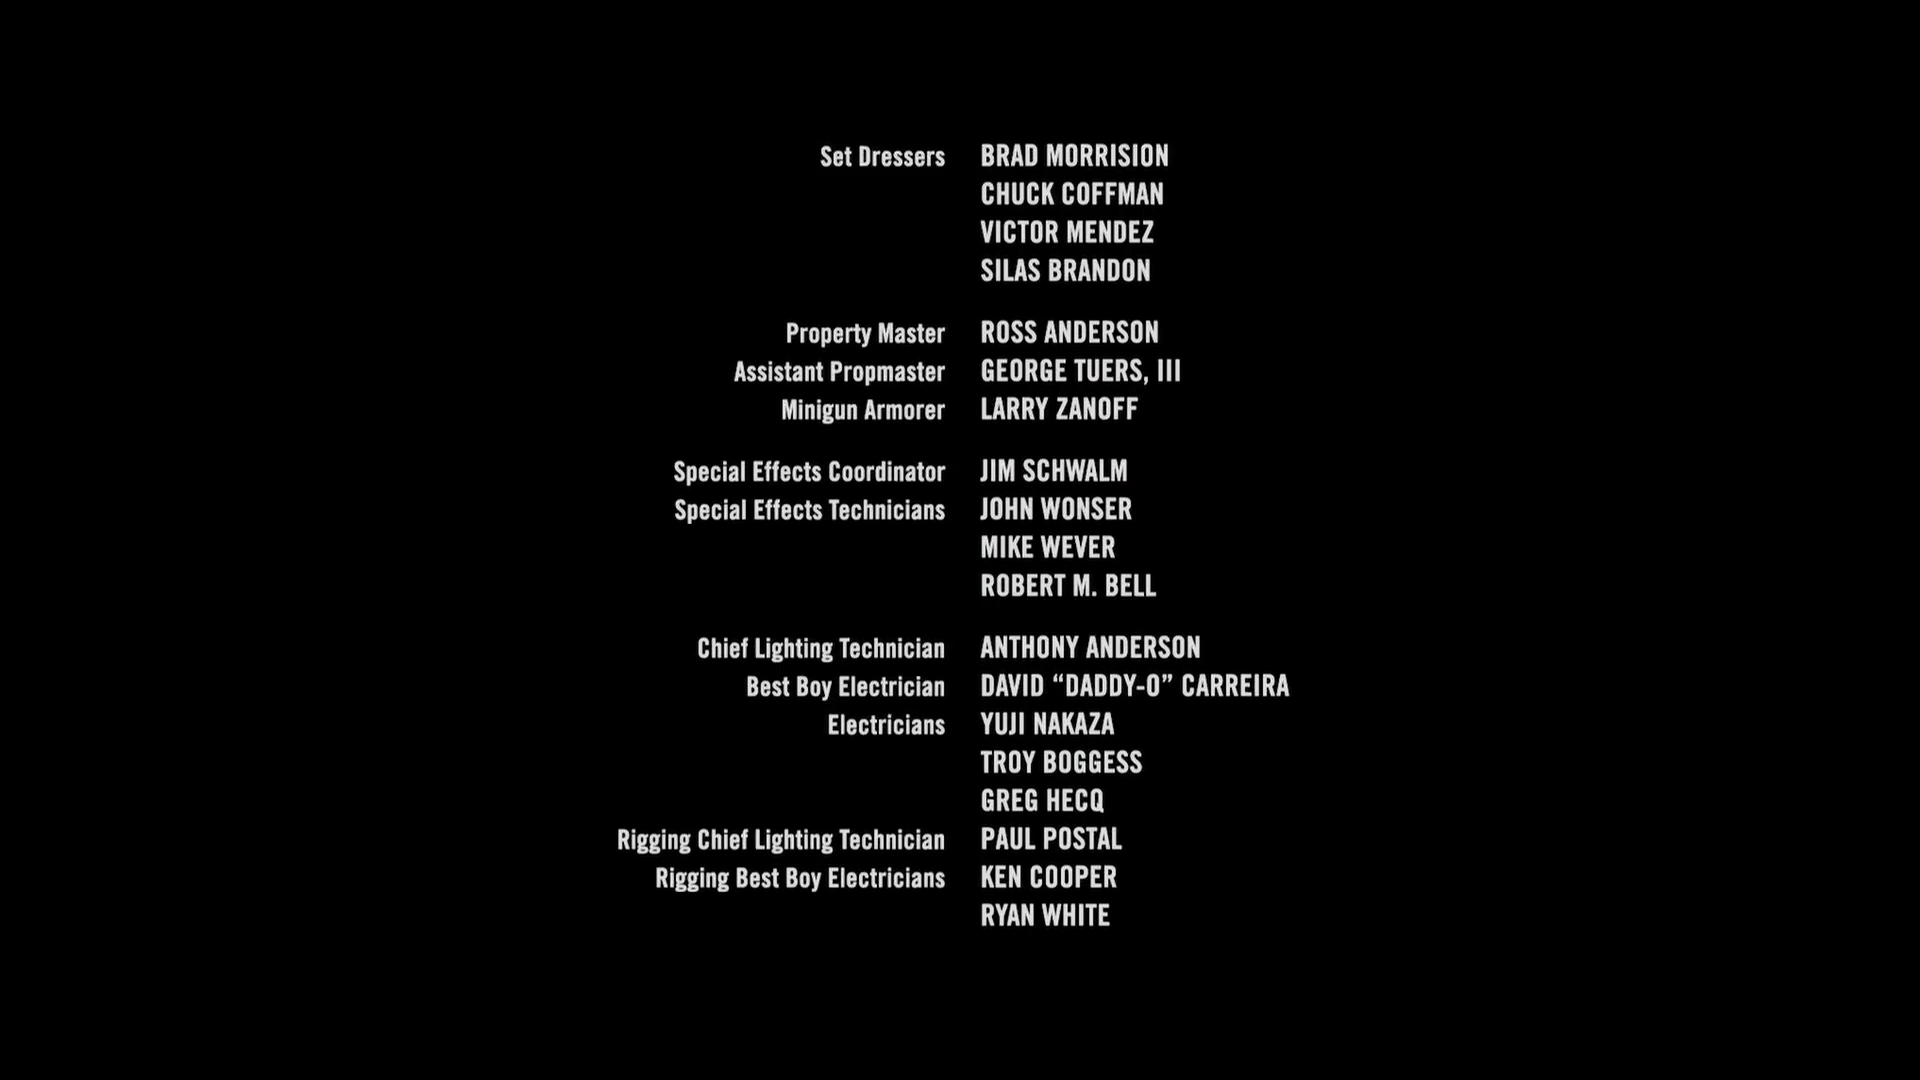 Set Dressers BRAD MORRISION
CHUCK COFFMAN
VICTOR MENDEZ
SILAS BRANDON
Property Master ROSS ANDERSON
Assistant Propmaster GEORGE TUERS, III
Minigun Armorer LARRY ZANOFF
Special Effects Coordinator JIM SCHWALM
Special Effects Technicians JOHN WONSER
MIKE WEVER
ROBERT M. BELL
Chief Lighting Technician ANTHONY ANDERSON
Best Boy Electrician DAVID “DADDY-O” CARREIRA
Electricians YUJI NAKAZA
TROY BOGGESS
GREG HECQ
Rigging Chief Lighting Technician PAUL POSTAL
Rigging Best Boy Electricians KEN COOPER
RYAN WHITE